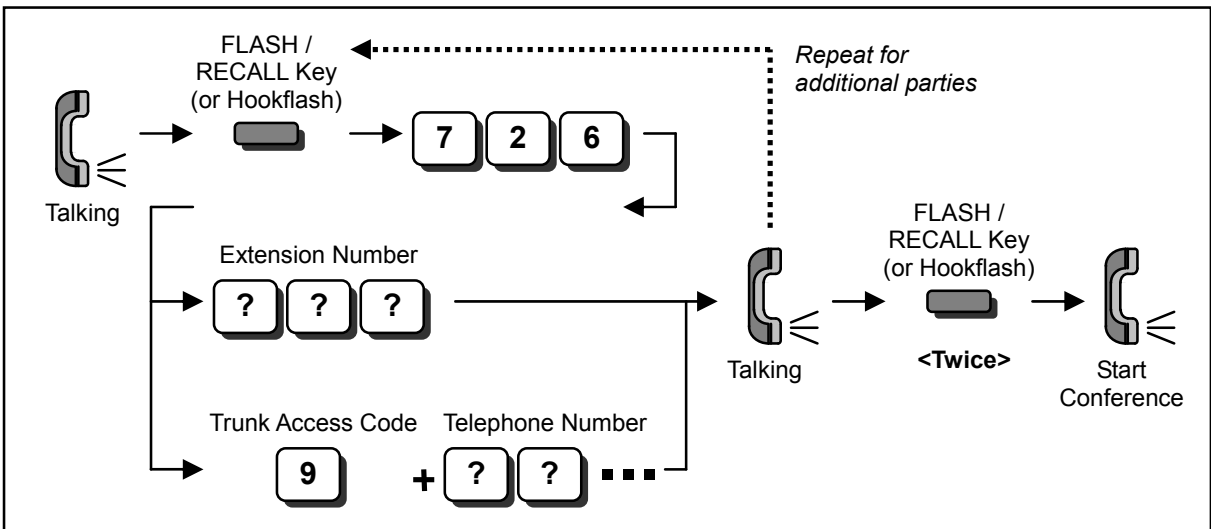 FLASH /
RECALL Key
(or Hookflash)
Repeat for
additional parties
7 2 6
Talking
FLASH /
RECALL Key
(or Hookflash)
Extension Number
? ? ?
Talking
<Twice>
Start
Conference
Trunk Access Code
Telephone Number
9 + ? ? ...